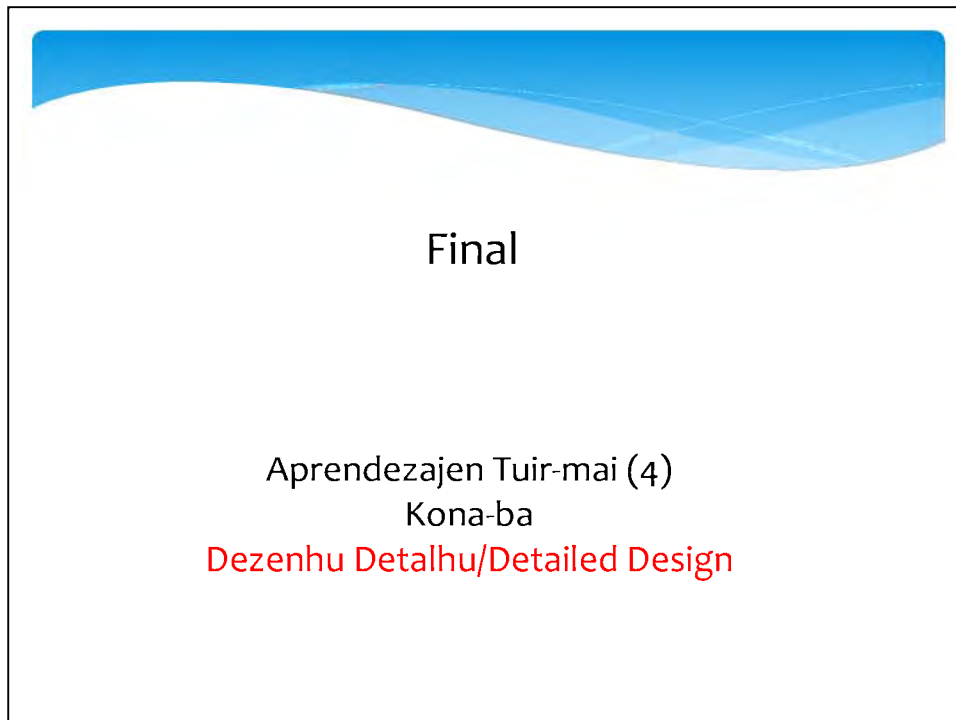 Final
Aprendezajen Tuir-mai (4)
Kona-ba
Dezenhu Detalhu/Detailed Design